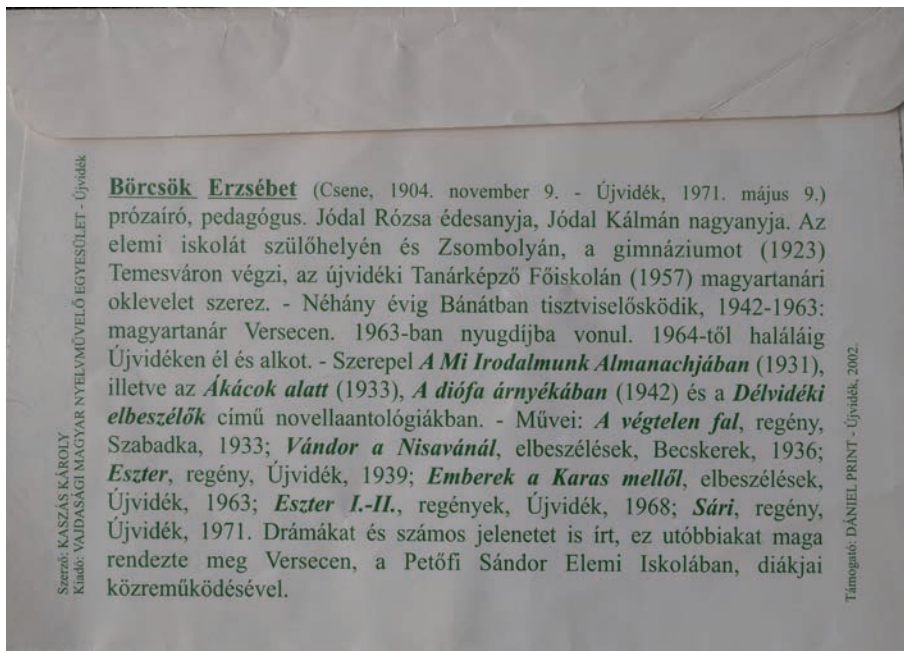 Börcsök Erzsébet (Csene, 1904. november 9. - Újvidék, 1971. május 9.)
prózaíró, pedagógus. Jódal Rózsa édesanyja, Jódal Kálmán nagyanyja. Az
elemi iskolát szülőhelyén és Zsombolyán, a gimnáziumot (1923)
Temesváron végzi, az újvidéki Tanárképző Főiskolán (1957) magyartanári
oklevelet szerez. - Néhány évig Bánátban tisztviselősködik, 1942-1963:
magyartanár Versecen. 1963-ban nyugdíjba vonul. 1964-től haláláig
Újvidéken él és alkot. - Szerepel A Mi Irodalmunk Almanachjában (1931),
illetve az Ákácok alatt (1933), A diófa árnyékában (1942) és a Délvidéki
elbeszélők című novellaantológiákban. - Művei: A végtelen fal, regény,
Szabadka, 1933; Vándor a Nisavánál, elbeszélések, Becskerek, 1936;
Eszter, regény, Újvidék, 1939; Emberek a Karas mellől, elbeszélések,
Újvidék, 1963; Eszter I.-II., regények, Újvidék, 1968; Sári, regény,
Újvidék, 1971. Drámákat és számos jelenetet is írt, ez utóbbiakat maga
rendezte meg Versecen, a Petőfi Sándor Elemi Iskolában, diákjai
közreműködésével.
Szerző: KASZÁS KÁROLY
Kiadó: VAJDASÁGI MAGYAR NYELVMŰVELŐ EGYESÜLET - Újvidék
Támogató: DÁNIEL PRINT - Újvidék, 2002.